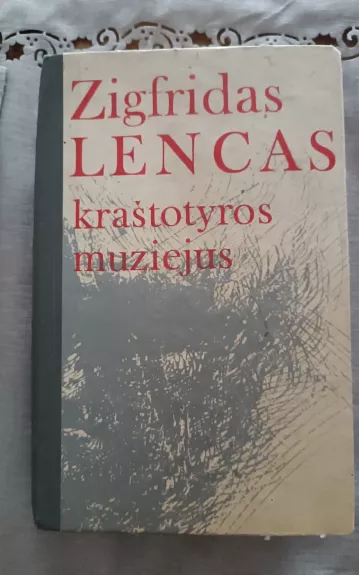 Zigfridas
LENCAS
kraštotyros
muziejus